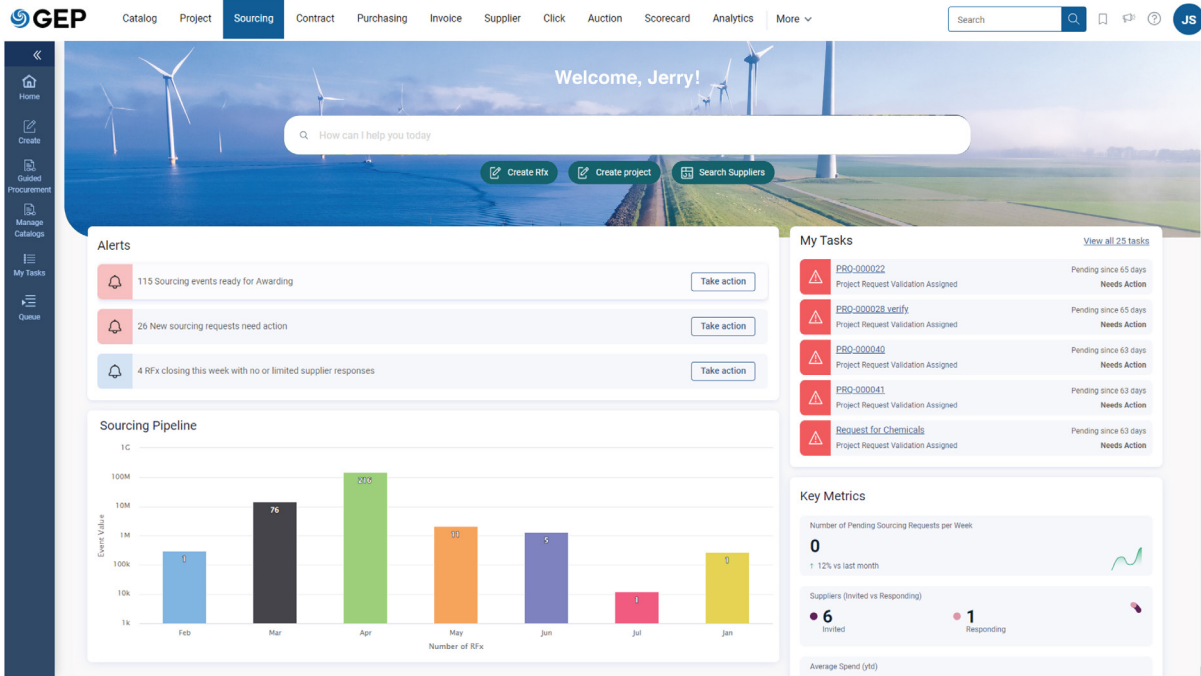 GEP
Catalog Project Sourcing Contract Purchasing Invoice Supplier Click Auction Scorecard Analytics More
Search
JS
Home
Create
Guided
Procurement
Manage
Catalogs
My Tasks
Queue
Welcome, Jerry!
How can I help you today
Create Rfx
Create project
Search Suppliers
Alerts
115 Sourcing events ready for Awarding
Take action
26 New sourcing requests need action
Take action
4 RFx closing this week with no or limited supplier responses
Take action
Sourcing Pipeline
Event Value
1C
100M
10M
1M
100k
10k
1k
1
76
216
11
5
1
1
Feb Mar Apr May Jun Jul Jan
Number of RFx
My Tasks
View all 25 tasks
PRQ-000022
Pending since 65 days
Project Request Validation Assigned
Needs Action
PRQ-000028 verify
Pending since 65 days
Project Request Validation Assigned
Needs Action
PRQ-000040
Pending since 63 days
Project Request Validation Assigned
Needs Action
PRQ-000041
Pending since 63 days
Project Request Validation Assigned
Needs Action
Request for Chemicals
Pending since 63 days
Project Request Validation Assigned
Needs Action
Key Metrics
Number of Pending Sourcing Requests per Week
0
↑ 12% vs last month
Suppliers (Invited vs Responding)
6
Invited
1
Responding
Average Spend (ytd)